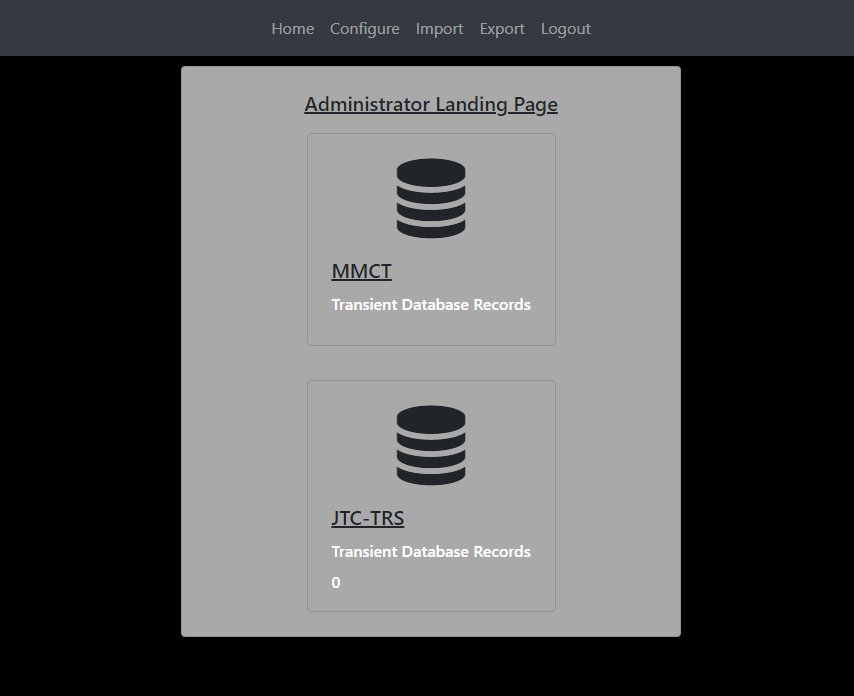 Home Configure Import Export Logout
Administrator Landing Page
MMCT
Transient Database Records
JTC-TRS
Transient Database Records
0